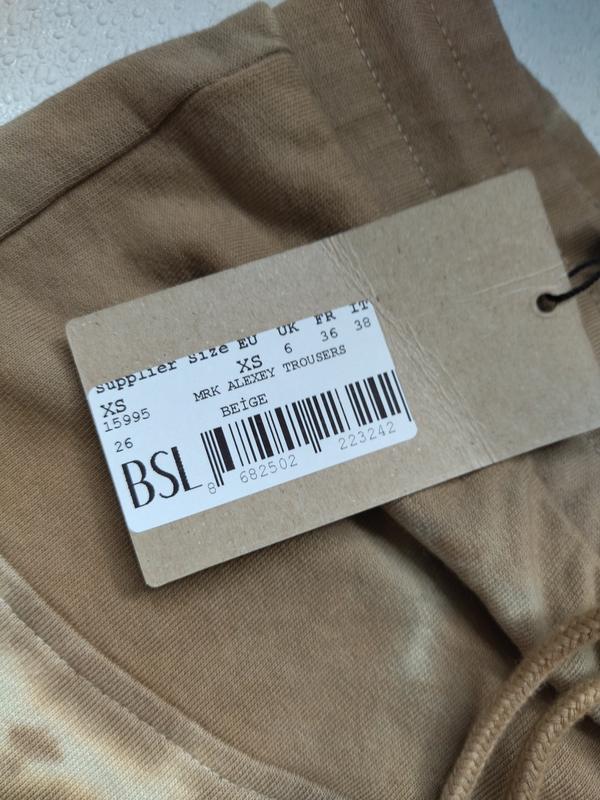 Supplier Size EU UK FR IT
XS XS 6 36 38
15995 MRK ALEXEY TROUSERS
26 BEİGE
BSL
8 682502 223242